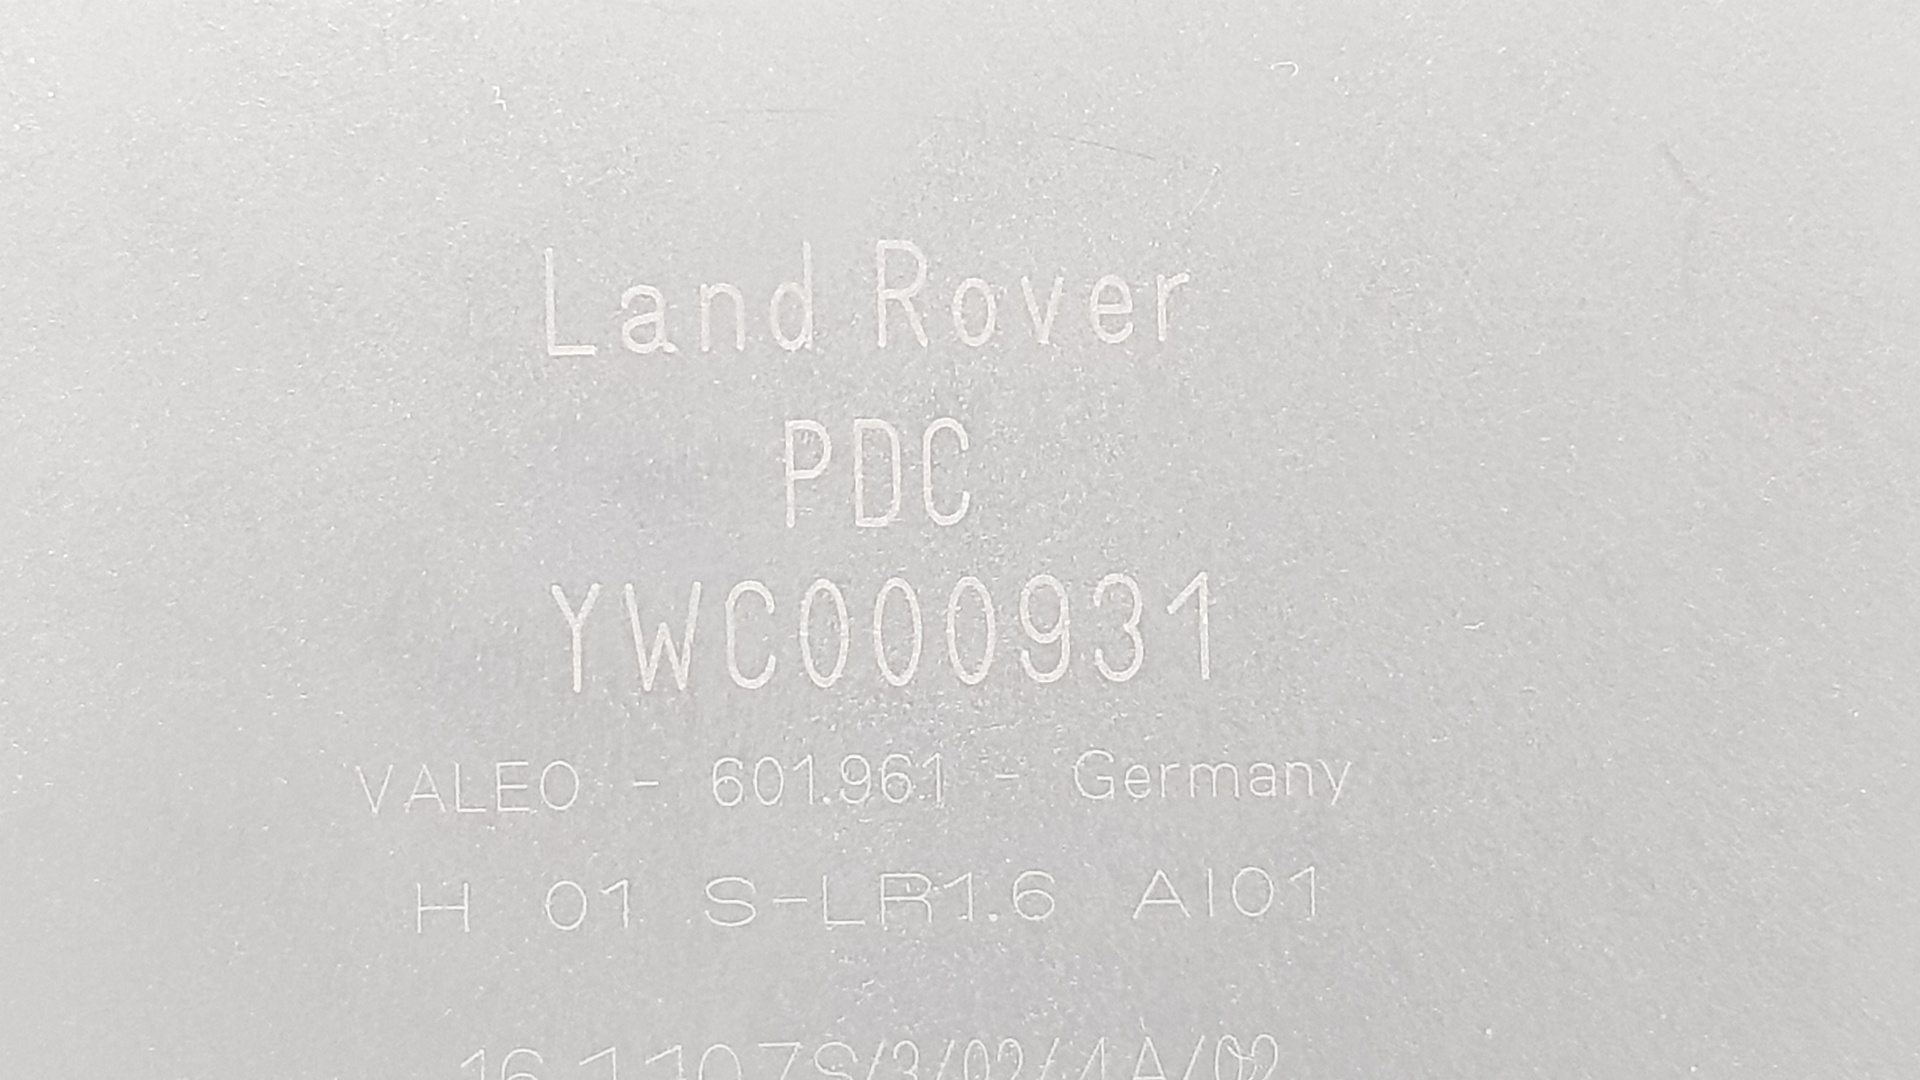 Land Rover
PDC
YWC000931
VALEO - 601.961 - Germany
H 01 S-LR1.6 AI01